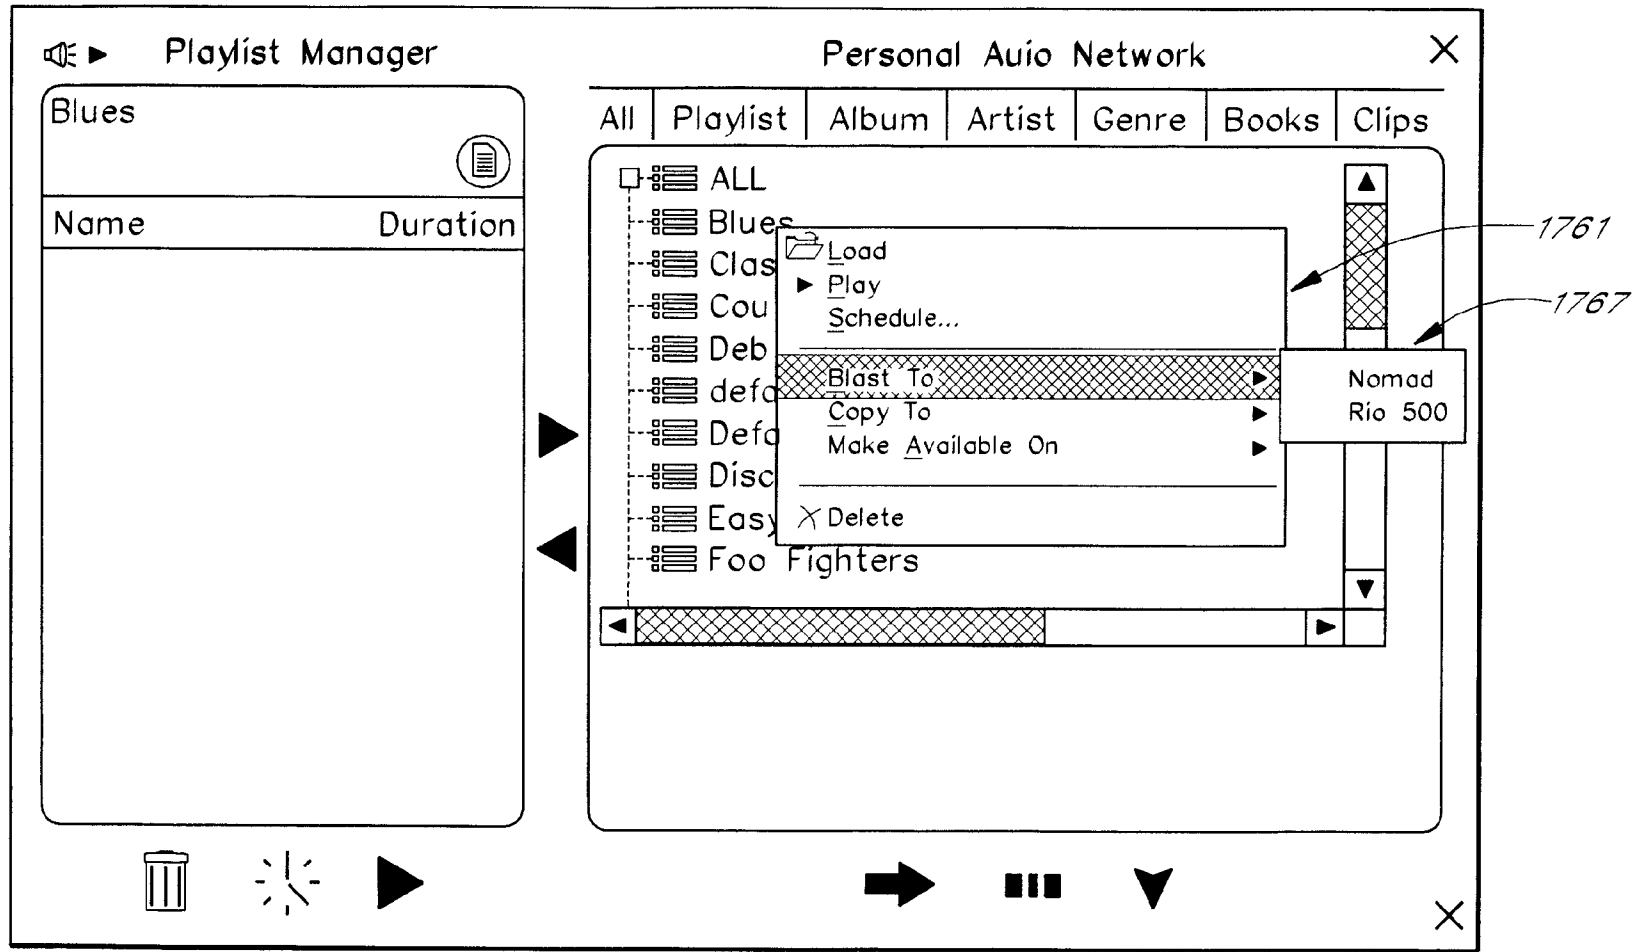 Playlist Manager
Personal Auio Network
Blues
Name Duration
All Playlist Album Artist Genre Books Clips
ALL
Blues
Clas
Cou
Deb
defa
Defa
Disc
Easy
Foo Fighters
Load
Play
Schedule...
Blast To
Copy To
Make Available On
Delete
Nomad
Rio 500
1761
1767